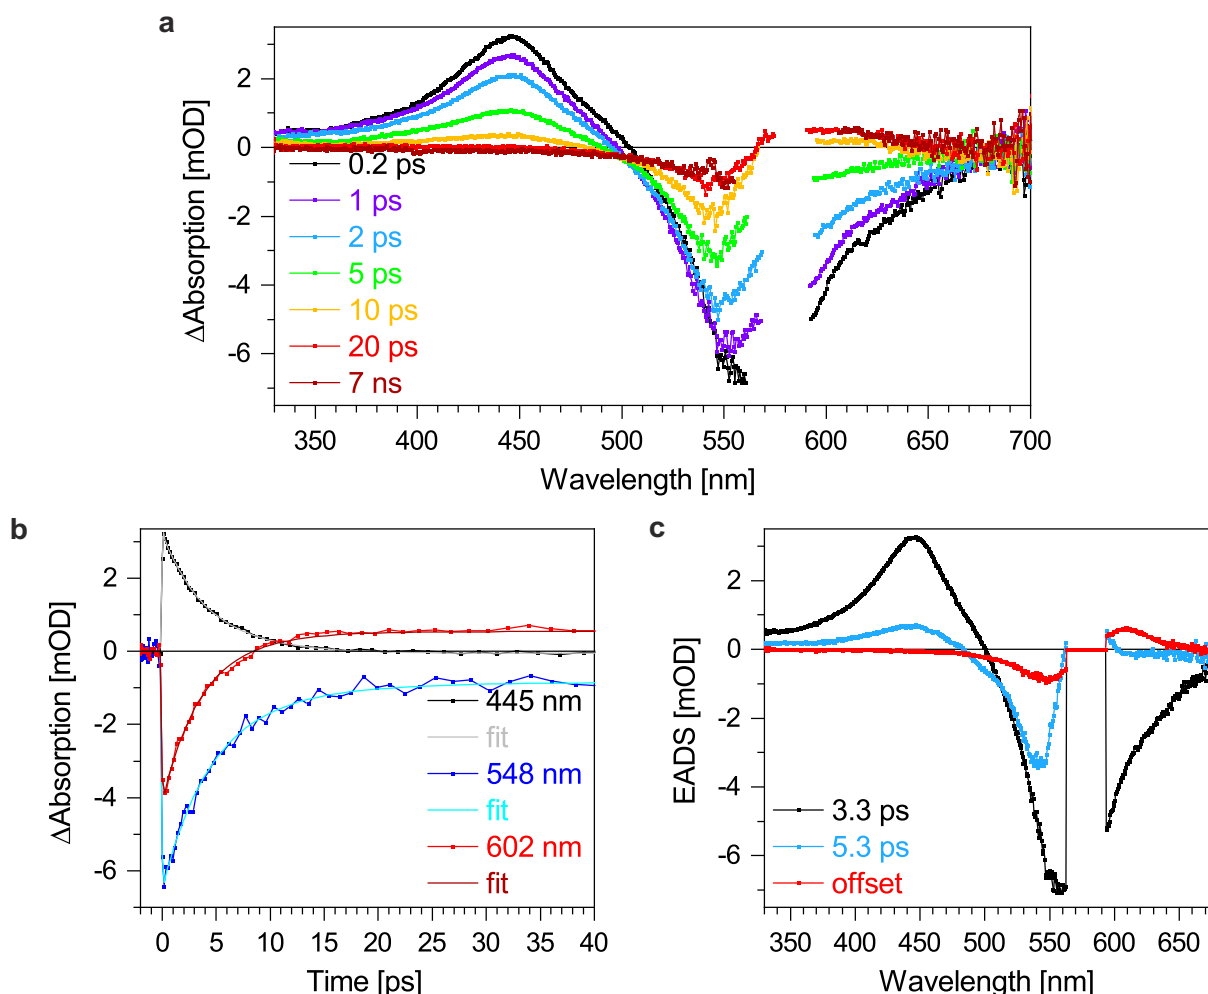 a
ΔAbsorption [mOD]
2
0
-2
-4
-6
0.2 ps
1 ps
2 ps
5 ps
10 ps
20 ps
7 ns
350 400 450 500 550 600 650 700
Wavelength [nm]
b
ΔAbsorption [mOD]
2
0
-2
-4
-6
445 nm
fit
548 nm
fit
602 nm
fit
0 5 10 15 20 25 30 35 40
Time [ps]
c
EADS [mOD]
2
0
-2
-4
-6
3.3 ps
5.3 ps
offset
350 400 450 500 550 600 650
Wavelength [nm]